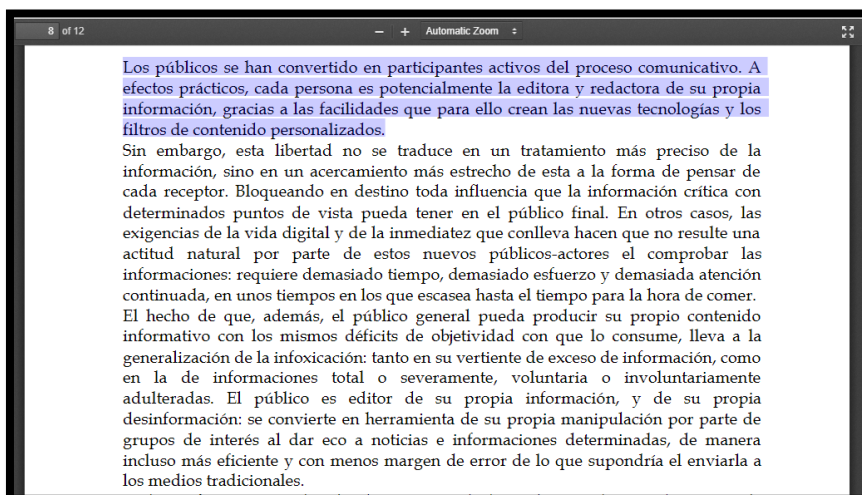 8 of 12
− + Automatic Zoom
Los públicos se han convertido en participantes activos del proceso comunicativo. A
efectos prácticos, cada persona es potencialmente la editora y redactora de su propia
información, gracias a las facilidades que para ello crean las nuevas tecnologías y los
filtros de contenido personalizados.
Sin embargo, esta libertad no se traduce en un tratamiento más preciso de la
información, sino en un acercamiento más estrecho de esta a la forma de pensar de
cada receptor. Bloqueando en destino toda influencia que la información crítica con
determinados puntos de vista pueda tener en el público final. En otros casos, las
exigencias de la vida digital y de la inmediatez que conlleva hacen que no resulte una
actitud natural por parte de estos nuevos públicos-actores el comprobar las
informaciones: requiere demasiado tiempo, demasiado esfuerzo y demasiada atención
continuada, en unos tiempos en los que escasea hasta el tiempo para la hora de comer.
El hecho de que, además, el público general pueda producir su propio contenido
informativo con los mismos déficits de objetividad con que lo consume, lleva a la
generalización de la infoxicación: tanto en su vertiente de exceso de información, como
en la de informaciones total o severamente, voluntaria o involuntariamente
adulteradas. El público es editor de su propia información, y de su propia
desinformación: se convierte en herramienta de su propia manipulación por parte de
grupos de interés al dar eco a noticias e informaciones determinadas, de manera
incluso más eficiente y con menos margen de error de lo que supondría el enviarla a
los medios tradicionales.